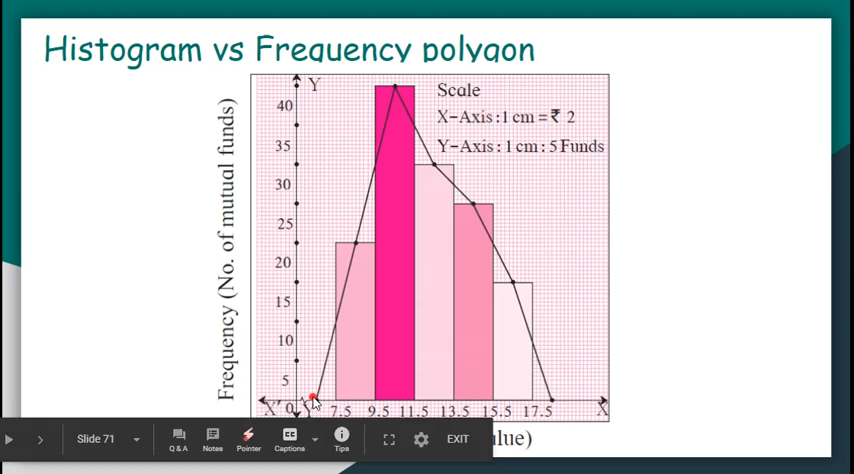 Histogram vs Frequency polygon
Y
Scale
X-Axis : 1 cm = ₹ 2
Y-Axis : 1 cm : 5 Funds
Frequency (No. of mutual funds)
40
35
30
25
20
15
10
5
X' 0 7.5 9.5 11.5 13.5 15.5 17.5 X
Slide 71 Q & A Notes Pointer Captions Tips EXIT